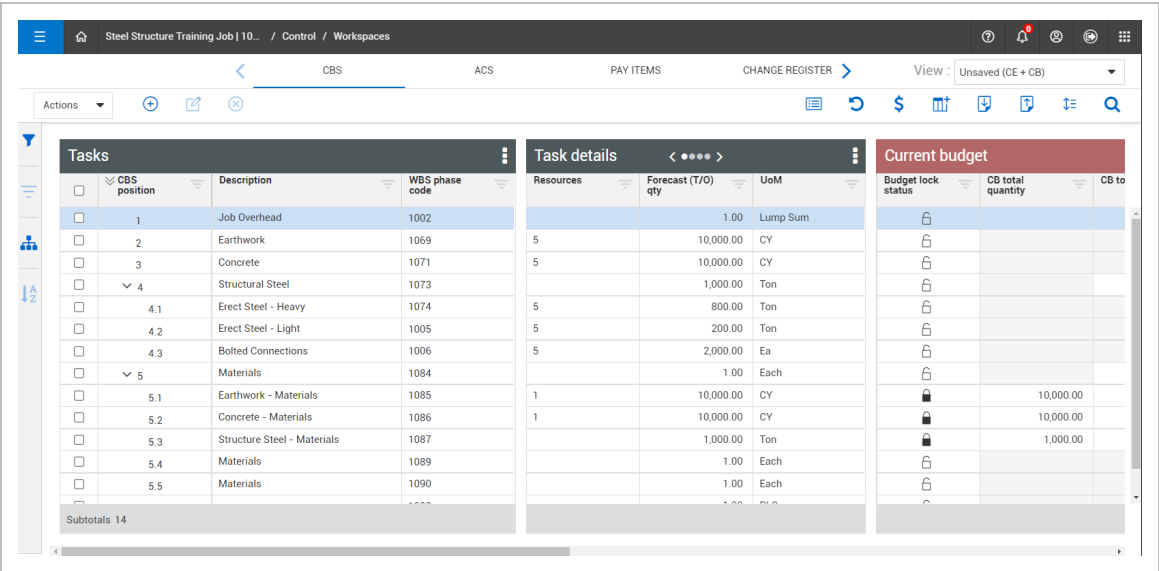 Steel Structure Training Job | 10... / Control / Workspaces
0
CBS ACS PAY ITEMS CHANGE REGISTER View : Unsaved (CE + CB)
Actions
Tasks Task details Current budget
CBS position Description WBS phase code Resources Forecast (T/O) qty UoM Budget lock status CB total quantity CB to
1 Job Overhead 1002 1.00 Lump Sum
2 Earthwork 1069 5 10,000.00 CY
3 Concrete 1071 5 10,000.00 CY
4 Structural Steel 1073 1,000.00 Ton
4.1 Erect Steel - Heavy 1074 5 800.00 Ton
4.2 Erect Steel - Light 1005 5 200.00 Ton
4.3 Bolted Connections 1006 5 2,000.00 Ea
5 Materials 1084 1.00 Each
5.1 Earthwork - Materials 1085 1 10,000.00 CY 10,000.00
5.2 Concrete - Materials 1086 1 10,000.00 CY 10,000.00
5.3 Structure Steel - Materials 1087 1,000.00 Ton 1,000.00
5.4 Materials 1089 1.00 Each
5.5 Materials 1090 1.00 Each
Subtotals 14